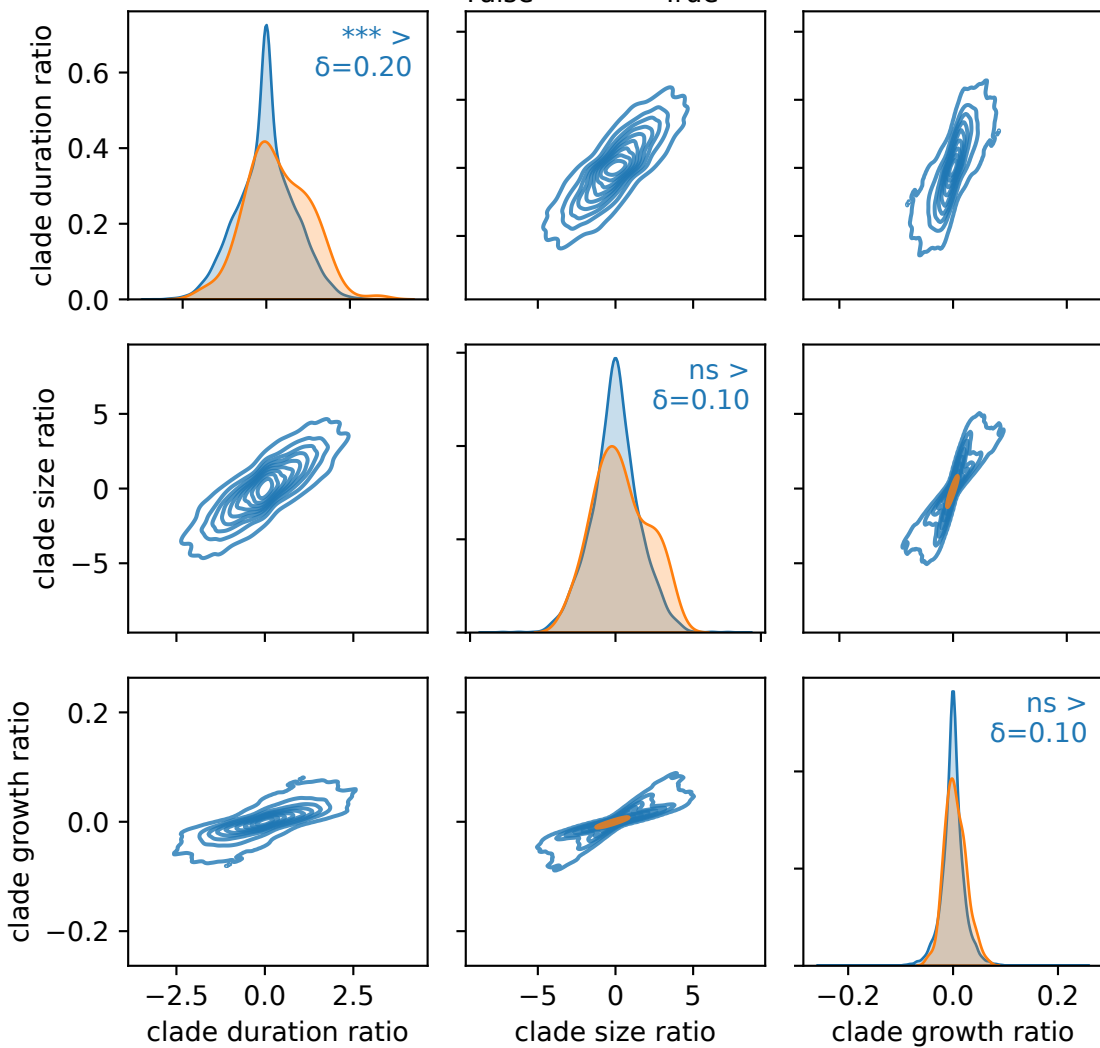 True
clade duration ratio
0.6
0.4
0.2
0.0
*** >
δ=0.20
clade size ratio
5
0
−5
ns >
δ=0.10
clade growth ratio
0.2
0.0
−0.2
ns >
δ=0.10
−2.5 0.0 2.5
−5 0 5
−0.2 0.0 0.2
clade duration ratio
clade size ratio
clade growth ratio